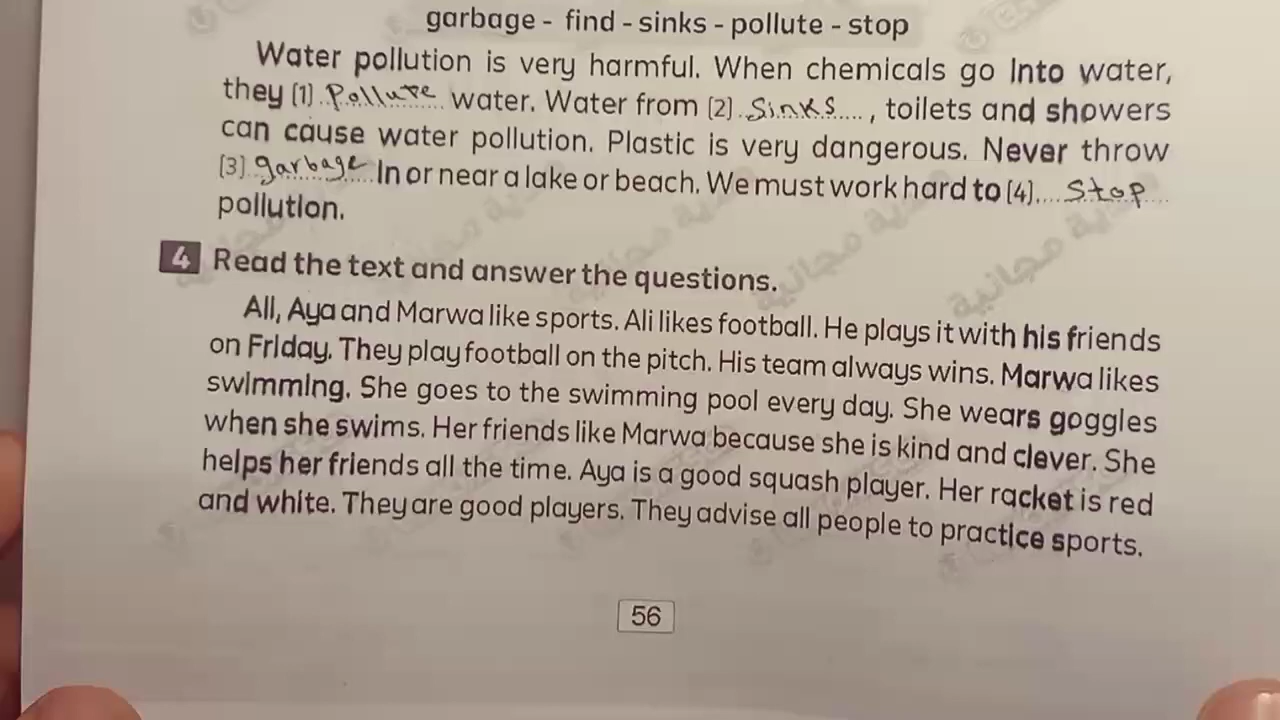 garbage - find - sinks - pollute - stop
Water pollution is very harmful. When chemicals go into water,
they (1) Pollute water. Water from (2) Sinks , toilets and showers
can cause water pollution. Plastic is very dangerous. Never throw
(3) garbage In or near a lake or beach. We must work hard to (4) Stop
pollution.
4 Read the text and answer the questions.
Ali, Aya and Marwa like sports. Ali likes football. He plays it with his friends
on Friday. They play football on the pitch. His team always wins. Marwa likes
swimming. She goes to the swimming pool every day. She wears goggles
when she swims. Her friends like Marwa because she is kind and clever. She
helps her friends all the time. Aya is a good squash player. Her racket is red
and white. They are good players. They advise all people to practice sports.
56